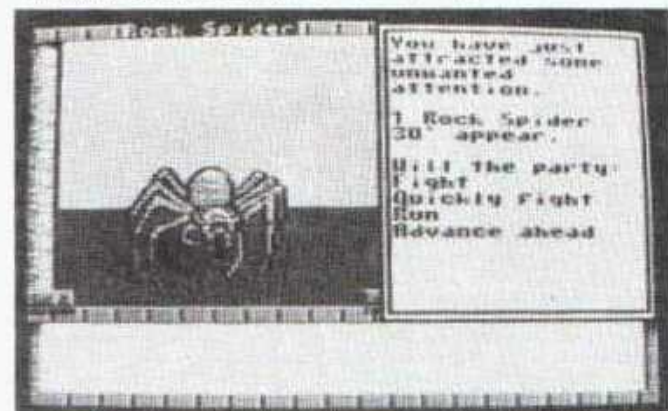 Rock Spider
You have just
attracted some
unwanted
attention.
1 Rock Spider
30' appear.
Will the party:
Fight
Quickly Fight
Run
Advance ahead